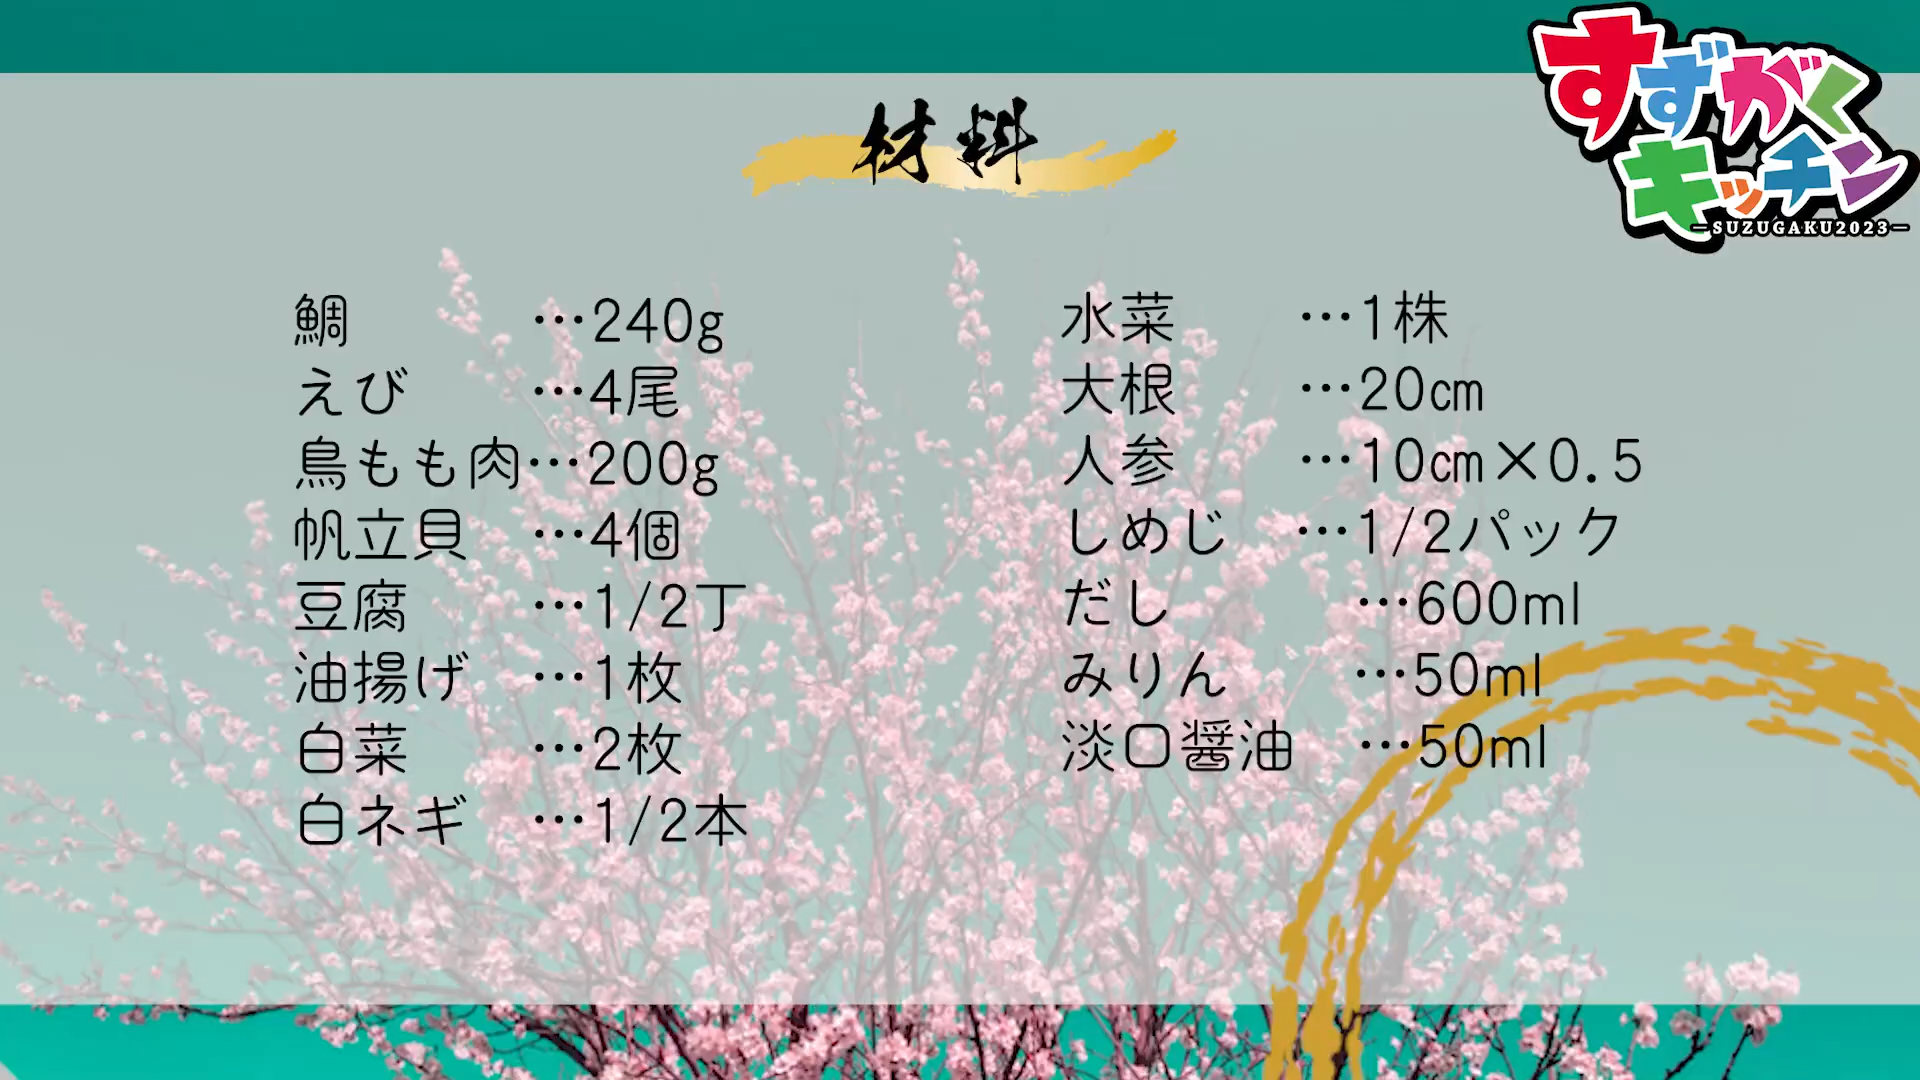 すずがく
キッチン
-SUZUGAKU2023-
材料
鯛 …240g
えび …4尾
鳥もも肉…200g
帆立貝 …4個
豆腐 …1/2丁
油揚げ …1枚
白菜 …2枚
白ネギ …1/2本
水菜 …1株
大根 …20㎝
人参 …10㎝×0.5
しめじ …1/2パック
だし …600ml
みりん …50ml
淡口醤油 …50ml